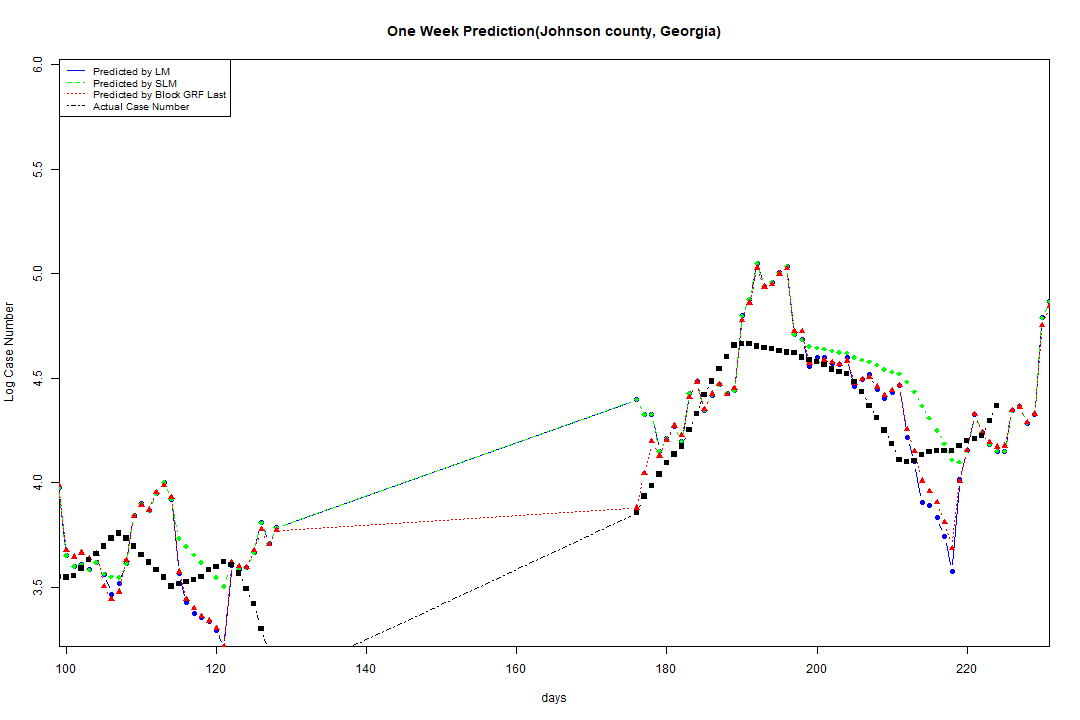 One Week Prediction(Johnson county, Georgia)
6.0
Predicted by LM
Predicted by SLM
Predicted by Block GRF Last
Actual Case Number
5.5
5.0
Log Case Number
4.5
4.0
3.5
100 120 140 160 180 200 220
days